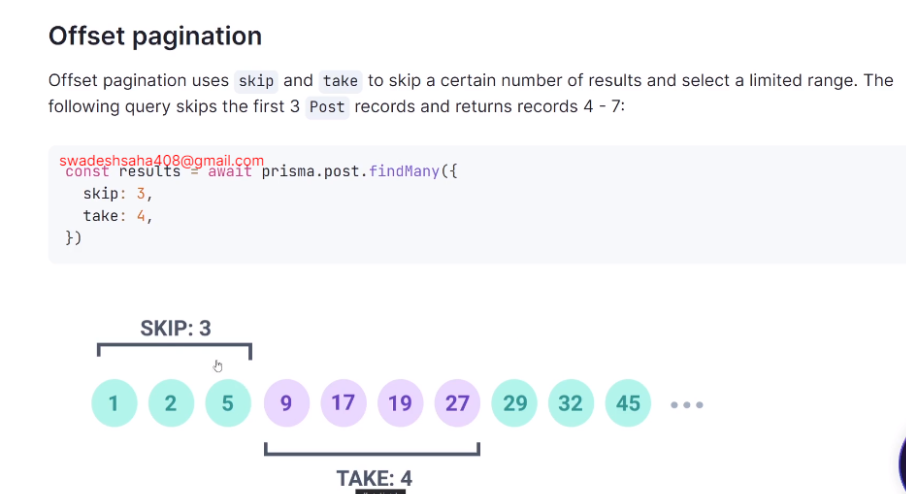 Offset pagination
Offset pagination uses skip and take to skip a certain number of results and select a limited range. The
following query skips the first 3 Post records and returns records 4 - 7:
swadeshsaha408@gmail.com
const results = await prisma.post.findMany({
skip: 3,
take: 4,
})
SKIP: 3
1 2 5 9 17 19 27 29 32 45 •••
TAKE: 4